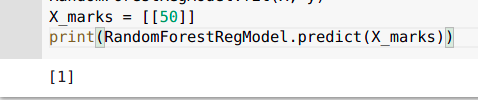 X_marks = [[50]]
print(RandomForestRegModel.predict(X_marks))
[1]